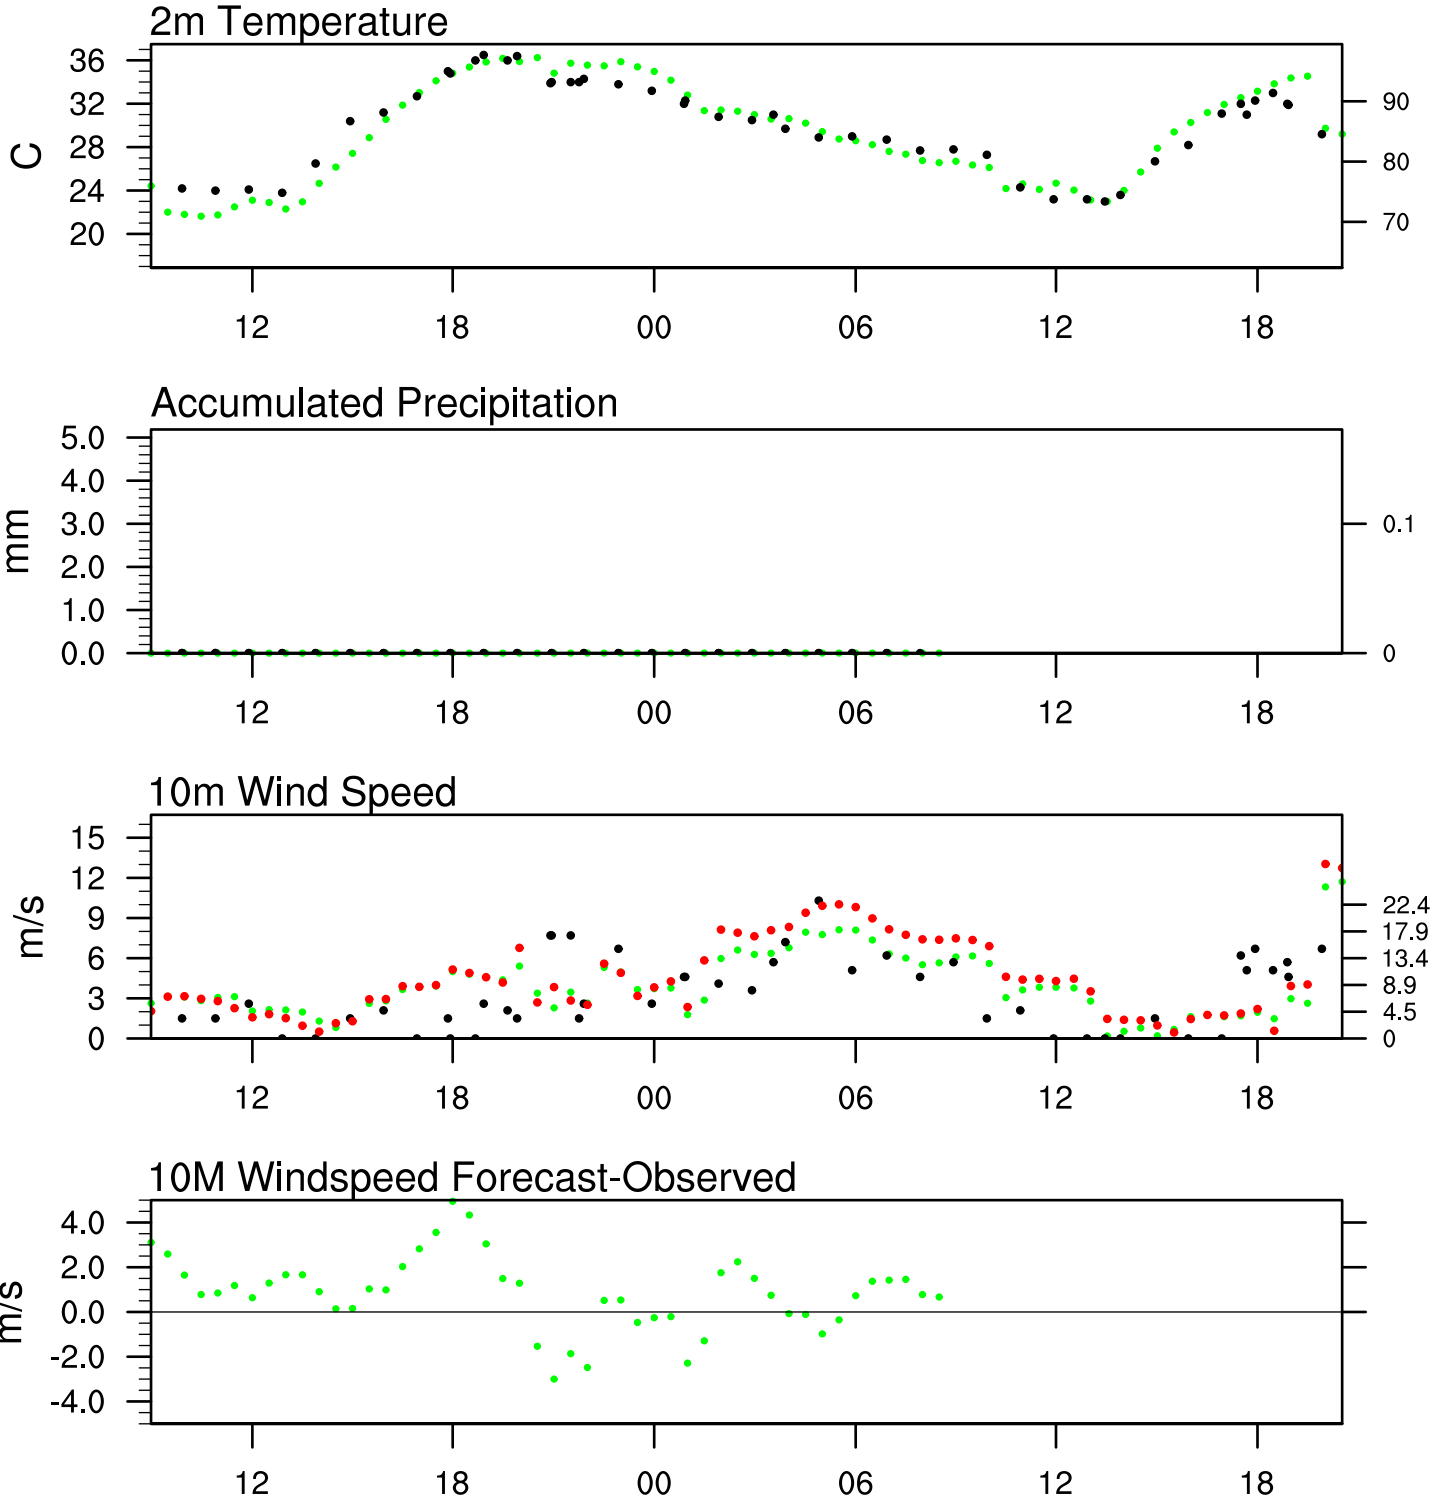 2m Temperature
C
36
32
28
24
20
90
80
70
12 18 00 06 12 18
Accumulated Precipitation
mm
5.0
4.0
3.0
2.0
1.0
0.0
0.1
0
12 18 00 06 12 18
10m Wind Speed
m/s
15
12
9
6
3
0
22.4
17.9
13.4
8.9
4.5
0
12 18 00 06 12 18
10M Windspeed Forecast-Observed
m/s
4.0
2.0
0.0
-2.0
-4.0
12 18 00 06 12 18